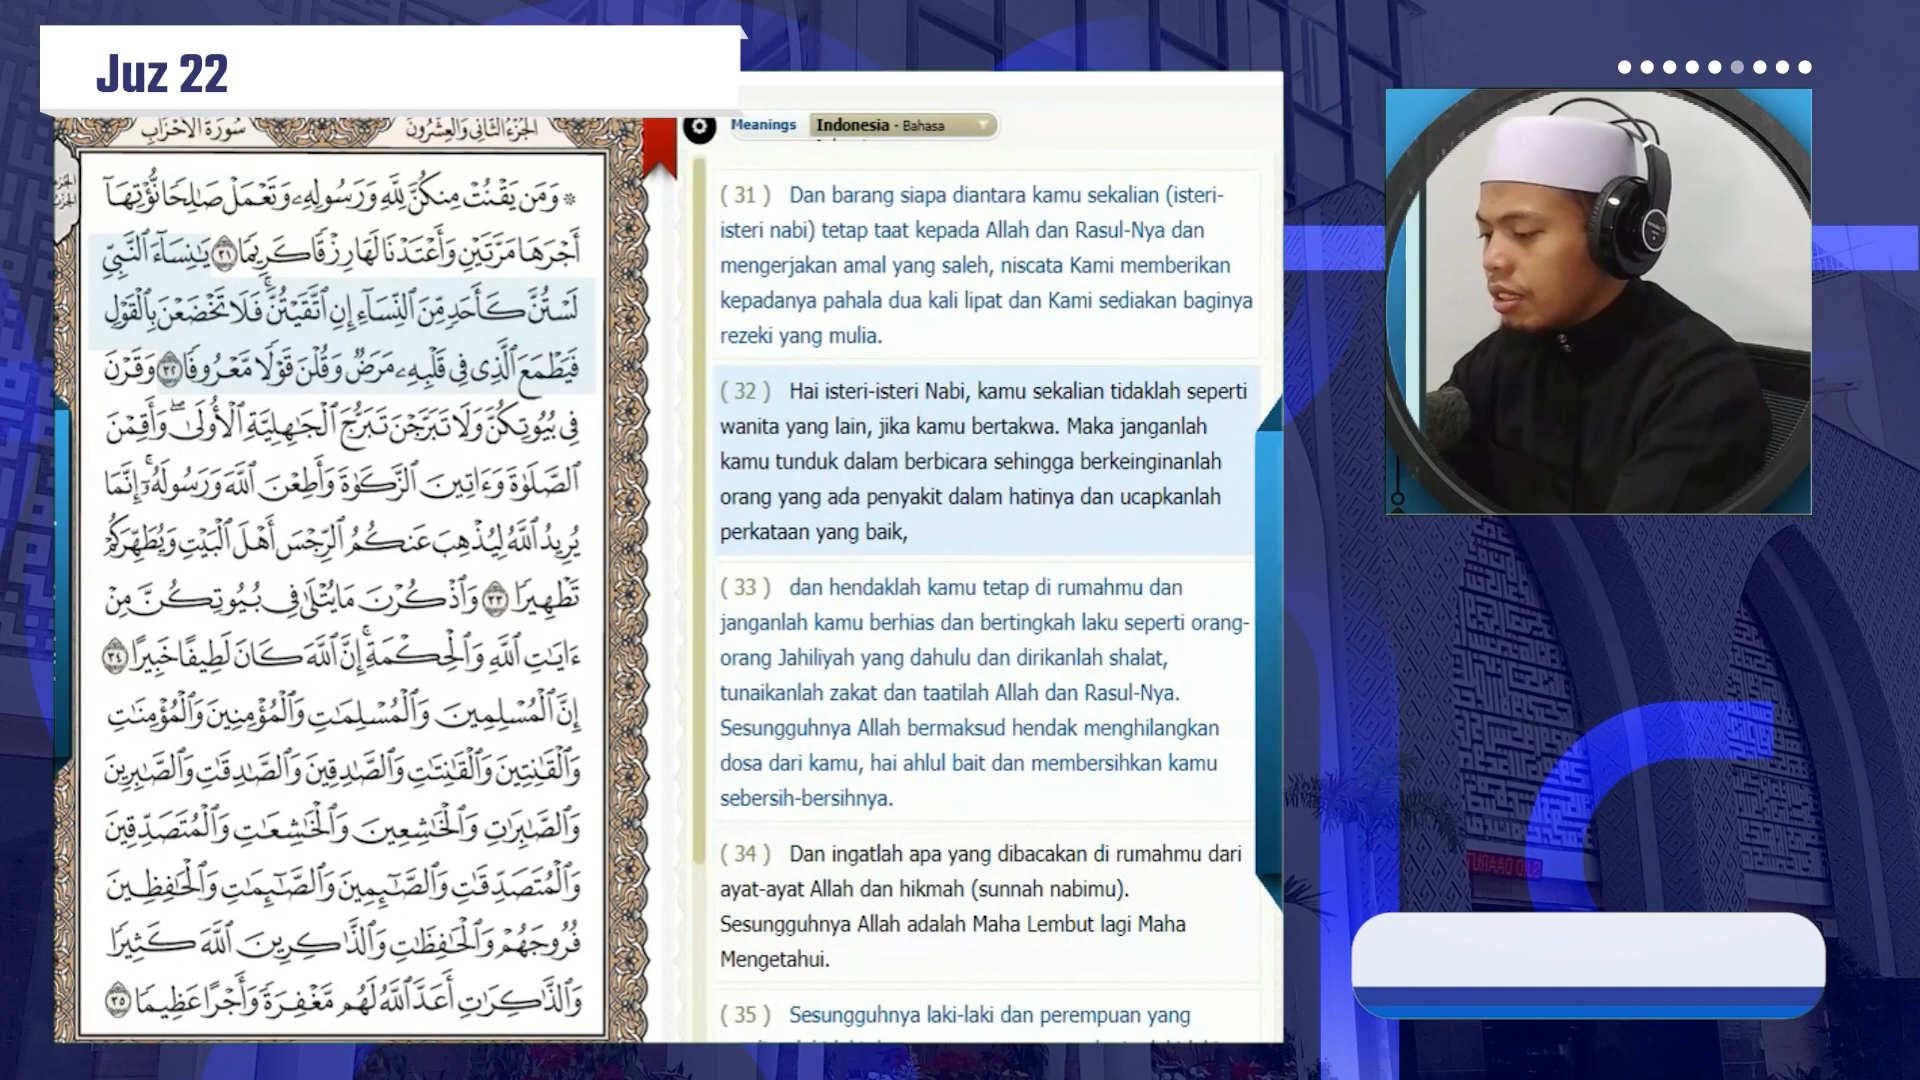 Juz 22
سورة الأحزاب
الجزء الثاني والعشرون
Meanings
Indonesia - Bahasa
۞ وَمَن يَقْنُتْ مِنكُنَّ لِلَّهِ وَرَسُولِهِۦ وَتَعْمَلْ صَٰلِحًا نُّؤْتِهَآ
أَجْرَهَا مَرَّتَيْنِ وَأَعْتَدْنَا لَهَا رِزْقًا كَرِيمًا ٣١ يَٰنِسَآءَ ٱلنَّبِيِّ
لَسْتُنَّ كَأَحَدٍ مِّنَ ٱلنِّسَآءِ إِنِ ٱتَّقَيْتُنَّۚ فَلَا تَخْضَعْنَ بِٱلْقَوْلِ
فَيَطْمَعَ ٱلَّذِى فِى قَلْبِهِۦ مَرَضٌ وَقُلْنَ قَوْلًا مَّعْرُوفًا ٣٢ وَقَرْنَ
فِى بُيُوتِكُنَّ وَلَا تَبَرَّجْنَ تَبَرُّجَ ٱلْجَٰهِلِيَّةِ ٱلْأُولَىٰۖ وَأَقِمْنَ
ٱلصَّلَوٰةَ وَءَاتِينَ ٱلزَّكَوٰةَ وَأَطِعْنَ ٱللَّهَ وَرَسُولَهُۥٓۚ إِنَّمَا
يُرِيدُ ٱللَّهُ لِيُذْهِبَ عَنكُمُ ٱلرِّجْسَ أَهْلَ ٱلْبَيْتِ وَيُطَهِّرَكُمْ
تَطْهِيرًا ٣٣ وَٱذْكُرْنَ مَا يُتْلَىٰ فِى بُيُوتِكُنَّ مِنْ
ءَايَٰتِ ٱللَّهِ وَٱلْحِكْمَةِۚ إِنَّ ٱللَّهَ كَانَ لَطِيفًا خَبِيرًا ٣٤
إِنَّ ٱلْمُسْلِمِينَ وَٱلْمُسْلِمَٰتِ وَٱلْمُؤْمِنِينَ وَٱلْمُؤْمِنَٰتِ
وَٱلْقَٰنِتِينَ وَٱلْقَٰنِتَٰتِ وَٱلصَّٰدِقِينَ وَٱلصَّٰدِقَٰتِ وَٱلصَّٰبِرِينَ
وَٱلصَّٰبِرَٰتِ وَٱلْخَٰشِعِينَ وَٱلْخَٰشِعَٰتِ وَٱلْمُتَصَدِّقِينَ
وَٱلْمُتَصَدِّقَٰتِ وَٱلصَّٰٓئِمِينَ وَٱلصَّٰٓئِمَٰتِ وَٱلْحَٰفِظِينَ
فُرُوجَهُمْ وَٱلْحَٰفِظَٰتِ وَٱلذَّٰكِرِينَ ٱللَّهَ كَثِيرًا
وَٱلذَّٰكِرَٰتِ أَعَدَّ ٱللَّهُ لَهُم مَّغْفِرَةً وَأَجْرًا عَظِيمًا ٣٥
( 31 ) Dan barang siapa diantara kamu sekalian (isteri-
isteri nabi) tetap taat kepada Allah dan Rasul-Nya dan
mengerjakan amal yang saleh, niscata Kami memberikan
kepadanya pahala dua kali lipat dan Kami sediakan baginya
rezeki yang mulia.
( 32 ) Hai isteri-isteri Nabi, kamu sekalian tidaklah seperti
wanita yang lain, jika kamu bertakwa. Maka janganlah
kamu tunduk dalam berbicara sehingga berkeinginanlah
orang yang ada penyakit dalam hatinya dan ucapkanlah
perkataan yang baik,
( 33 ) dan hendaklah kamu tetap di rumahmu dan
janganlah kamu berhias dan bertingkah laku seperti orang-
orang Jahiliyah yang dahulu dan dirikanlah shalat,
tunaikanlah zakat dan taatilah Allah dan Rasul-Nya.
Sesungguhnya Allah bermaksud hendak menghilangkan
dosa dari kamu, hai ahlul bait dan membersihkan kamu
sebersih-bersihnya.
( 34 ) Dan ingatlah apa yang dibacakan di rumahmu dari
ayat-ayat Allah dan hikmah (sunnah nabimu).
Sesungguhnya Allah adalah Maha Lembut lagi Maha
Mengetahui.
( 35 ) Sesungguhnya laki-laki dan perempuan yang